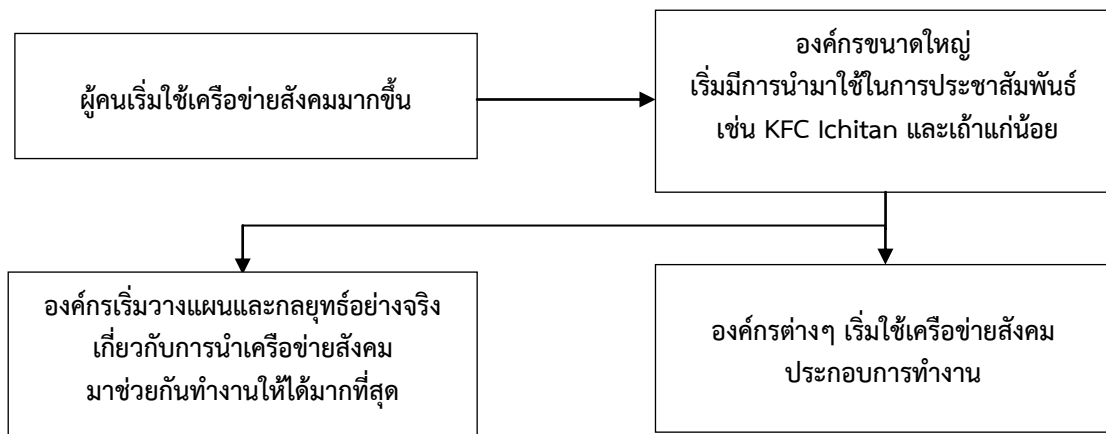 ผู้คนเริ่มใช้เครือข่ายสังคมมากขึ้น
องค์กรขนาดใหญ่
เริ่มมีการนำมาใช้ในการประชาสัมพันธ์
เช่น KFC Ichitan และเถ้าแก่น้อย
องค์กรเริ่มวางแผนและกลยุทธ์อย่างจริง
เกี่ยวกับการนำเครือข่ายสังคม
มาช่วยกันทำงานให้ได้มากที่สุด
องค์กรต่างๆ เริ่มใช้เครือข่ายสังคม
ประกอบการทำงาน